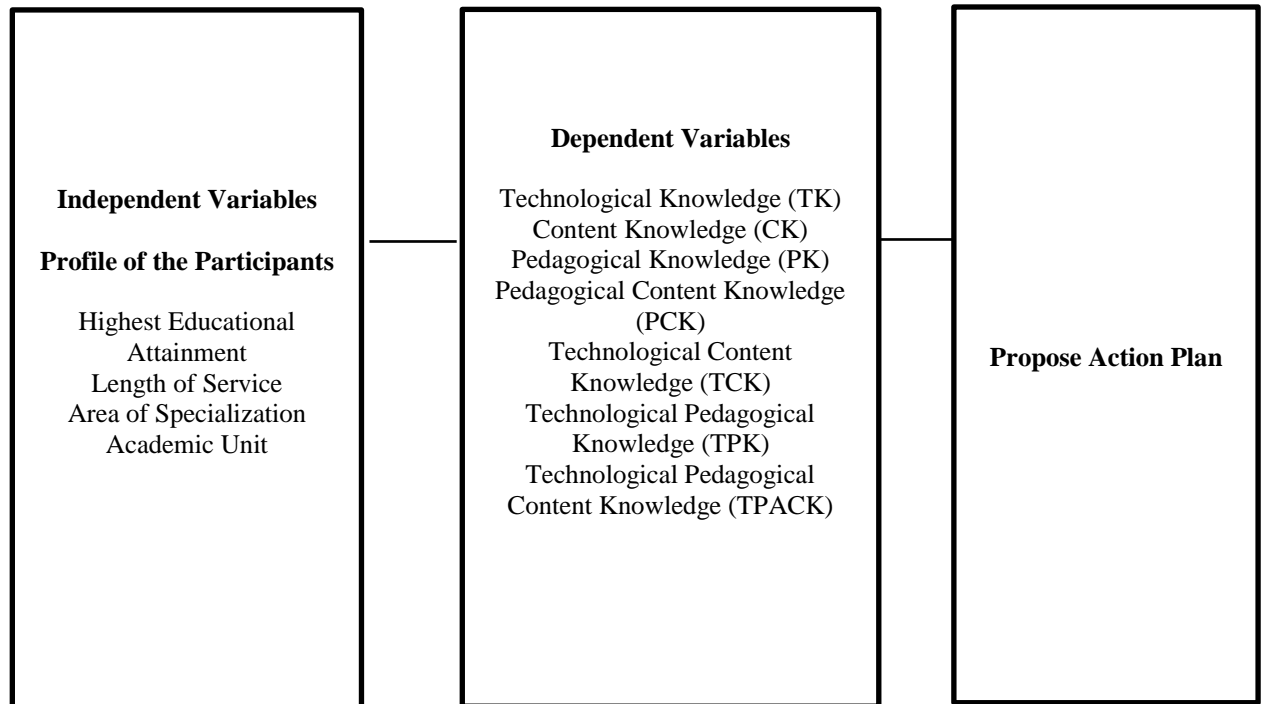 Independent Variables
Profile of the Participants
Highest Educational
Attainment
Length of Service
Area of Specialization
Academic Unit
Dependent Variables
Technological Knowledge (TK)
Content Knowledge (CK)
Pedagogical Knowledge (PK)
Pedagogical Content Knowledge
(PCK)
Technological Content
Knowledge (TCK)
Technological Pedagogical
Knowledge (TPK)
Technological Pedagogical
Content Knowledge (TPACK)
Propose Action Plan